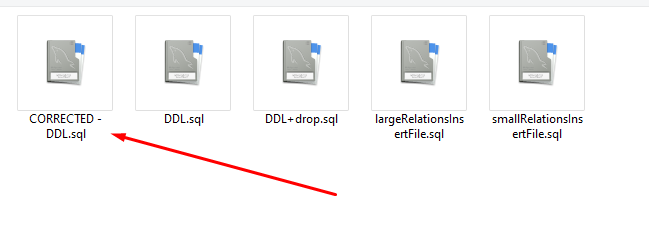 CORRECTED -
DDL.sql
DDL.sql
DDL+drop.sql
largeRelationsIns
ertFile.sql
smallRelationsIns
ertFile.sql